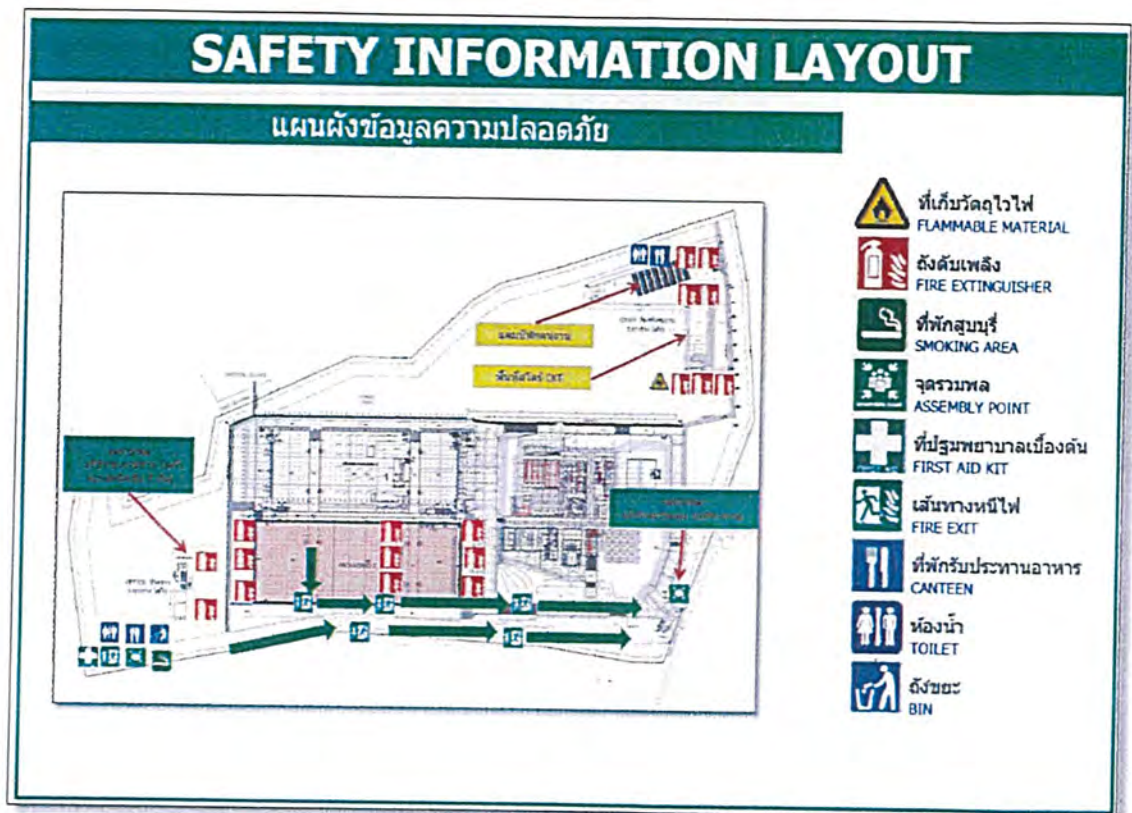 SAFETY INFORMATION LAYOUT
แผนผังข้อมูลความปลอดภัย
ที่เก็บวัตถุไวไฟ
FLAMMABLE MATERIAL
ถังดับเพลิง
FIRE EXTINGUISHER
ที่พักสูบบุรี่
SMOKING AREA
จุดรวมพล
ASSEMBLY POINT
ที่ปฐมพยาบาลเบื้องต้น
FIRST AID KIT
เส้นทางหนีไฟ
FIRE EXIT
ที่พักรับประทานอาหาร
CANTEEN
ห้องน้ำ
TOILET
ถังขยะ
BIN